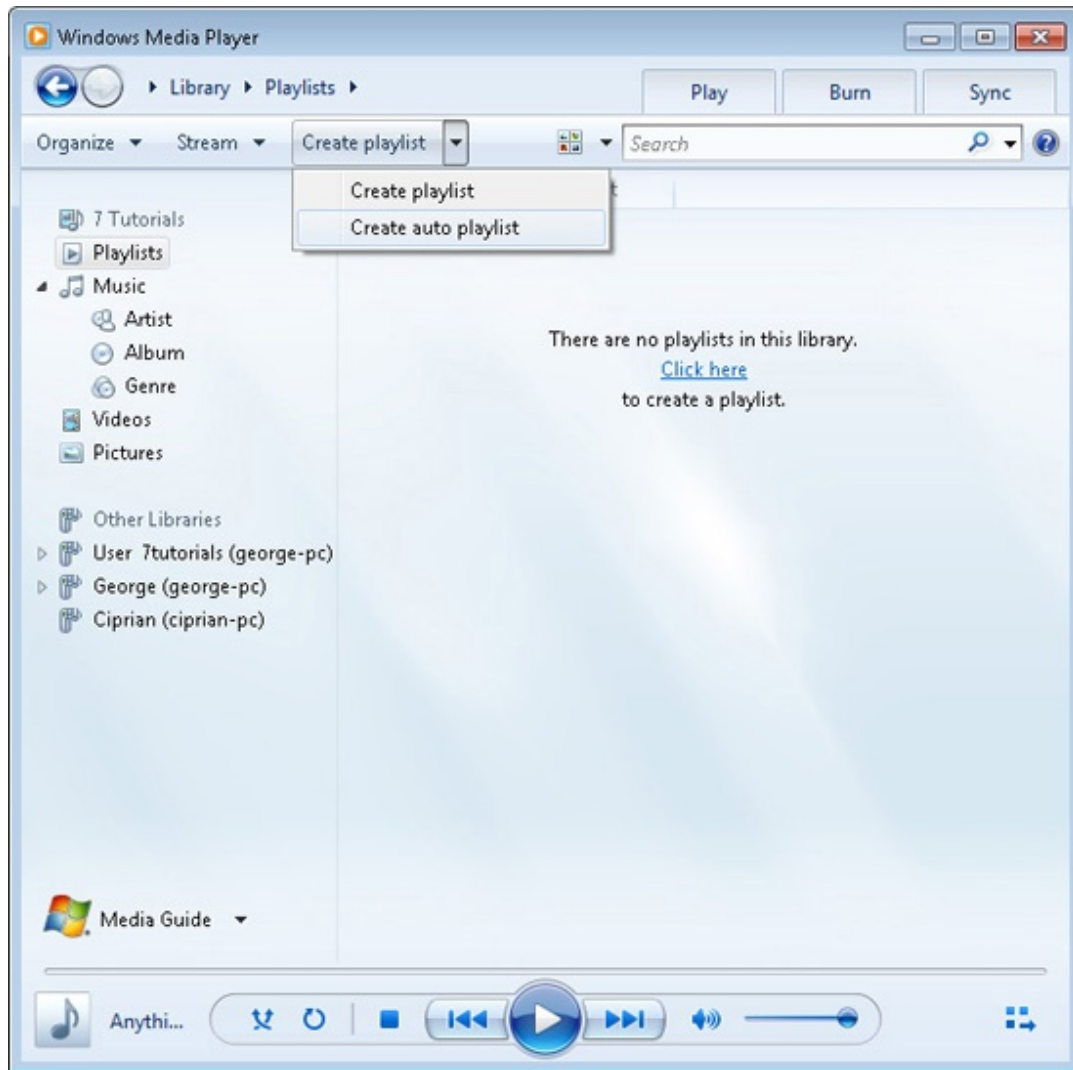 Windows Media Player
Library Playlists
Play Burn Sync
Organize Stream Create playlist Search
Create playlist
Create auto playlist
7 Tutorials
Playlists
Music
Artist
Album
Genre
Videos
Pictures
Other Libraries
User 7tutorials (george-pc)
George (george-pc)
Ciprian (ciprian-pc)
There are no playlists in this library.
Click here
to create a playlist.
Media Guide
Anythi...